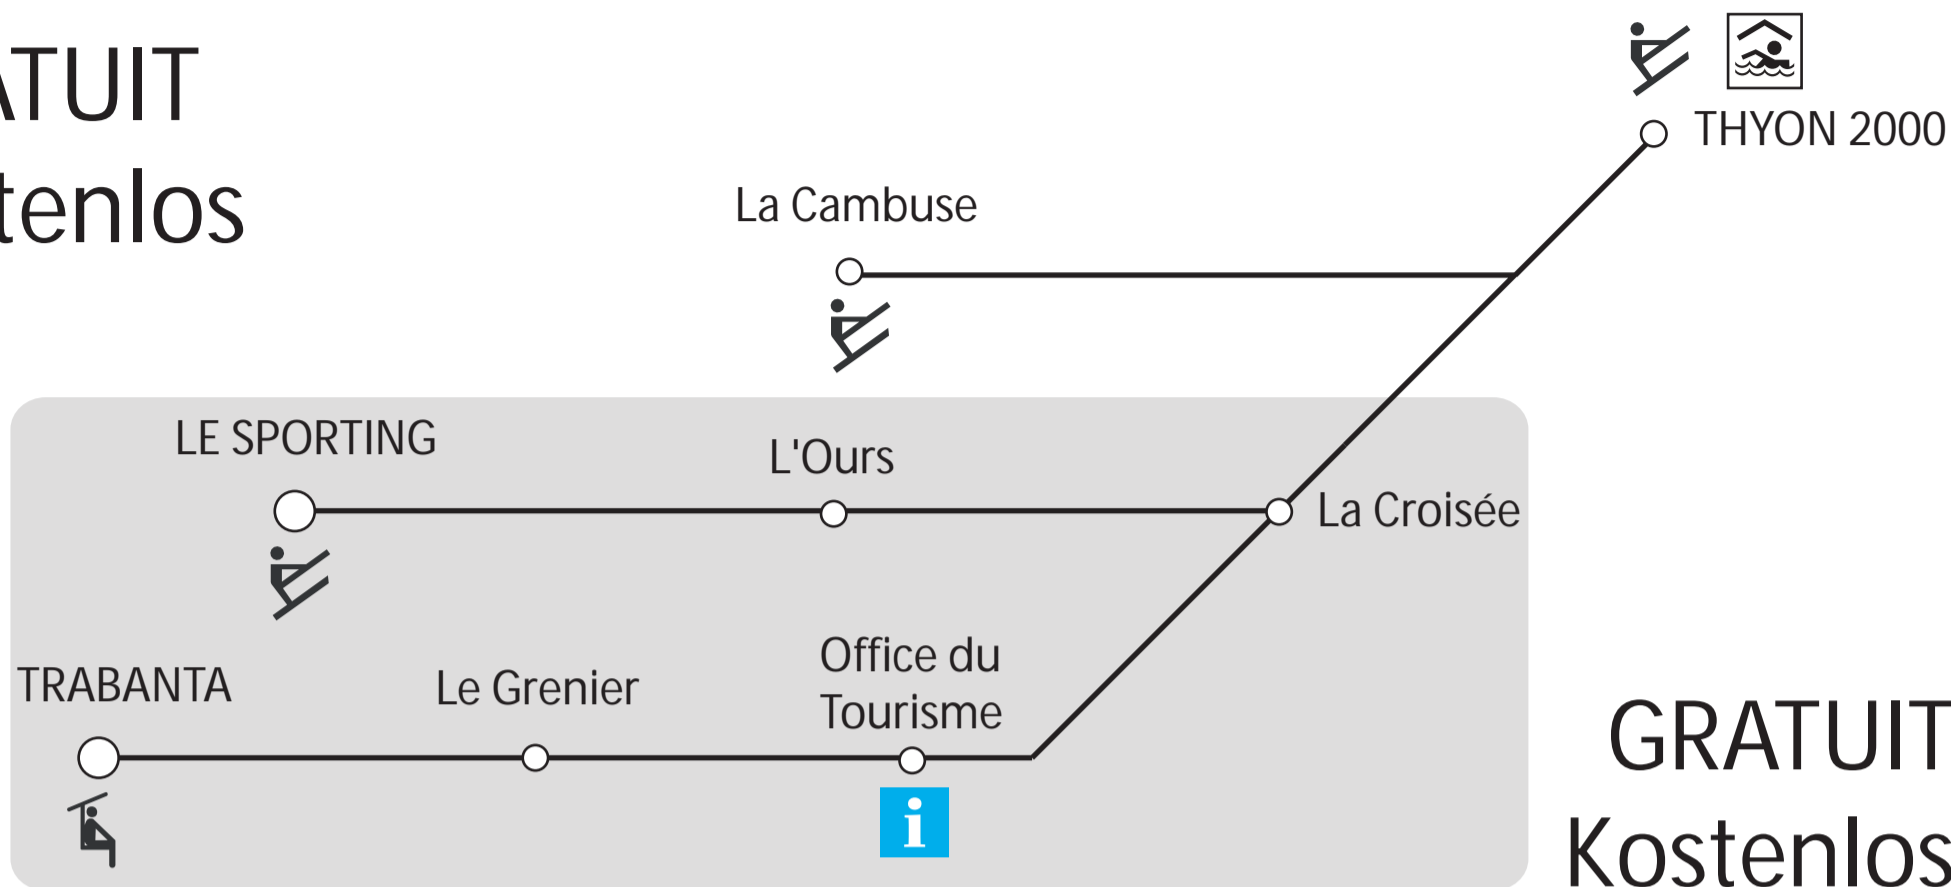 ATUIT
tenlos
THYON 2000
La Cambuse
LE SPORTING
L'Ours
La Croisée
TRABANTA
Le Grenier
Office du
Tourisme
i
GRATUIT
Kostenlos